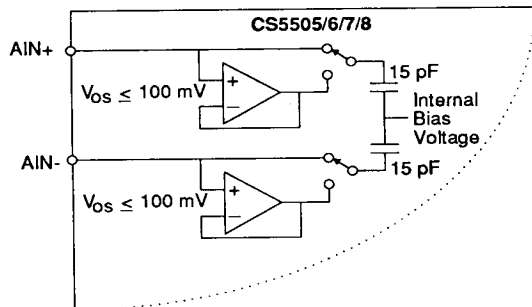 CS5505/6/7/8
AIN+
+
−
V_OS ≤ 100 mV
15 pF
Internal
Bias
Voltage
AIN-
15 pF
+
−
V_OS ≤ 100 mV